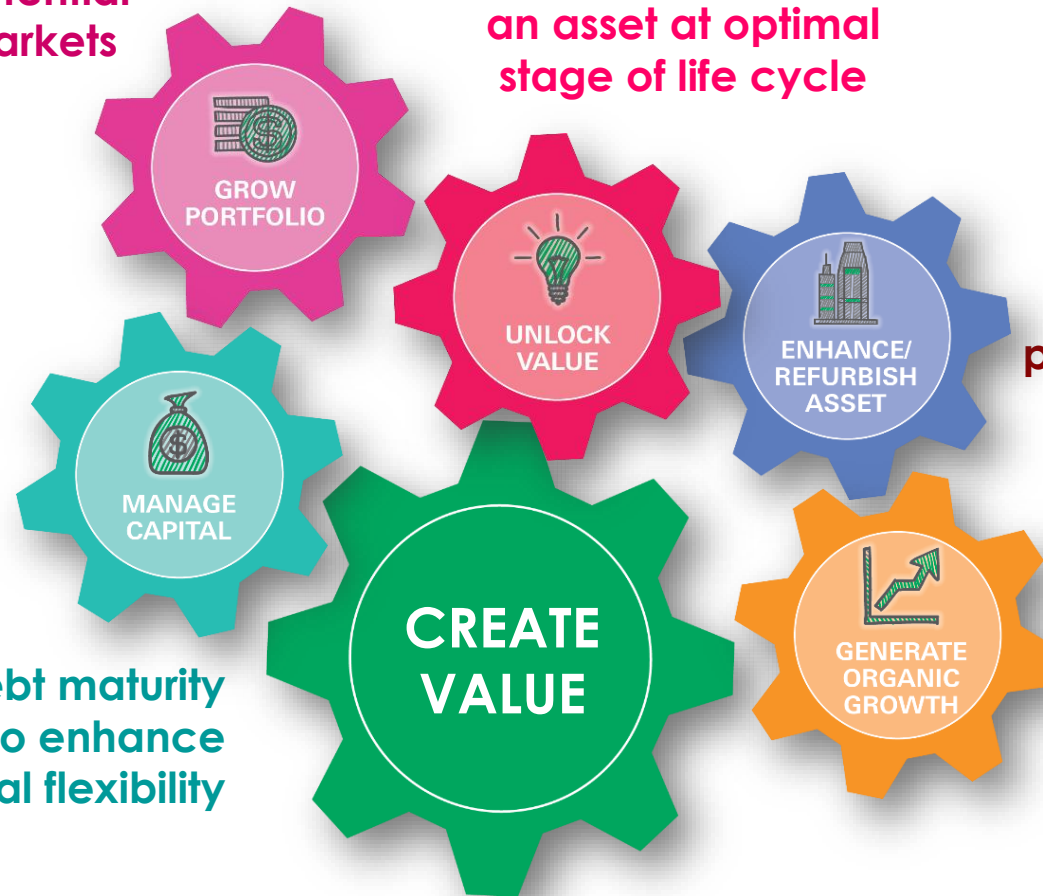 arkets
an asset at optimal
stage of life cycle
GROW
PORTFOLIO
UNLOCK
VALUE
ENHANCE/
REFURBISH
ASSET
p
MANAGE
CAPITAL
CREATE
VALUE
GENERATE
ORGANIC
GROWTH
ebt maturity
o enhance
al flexibility